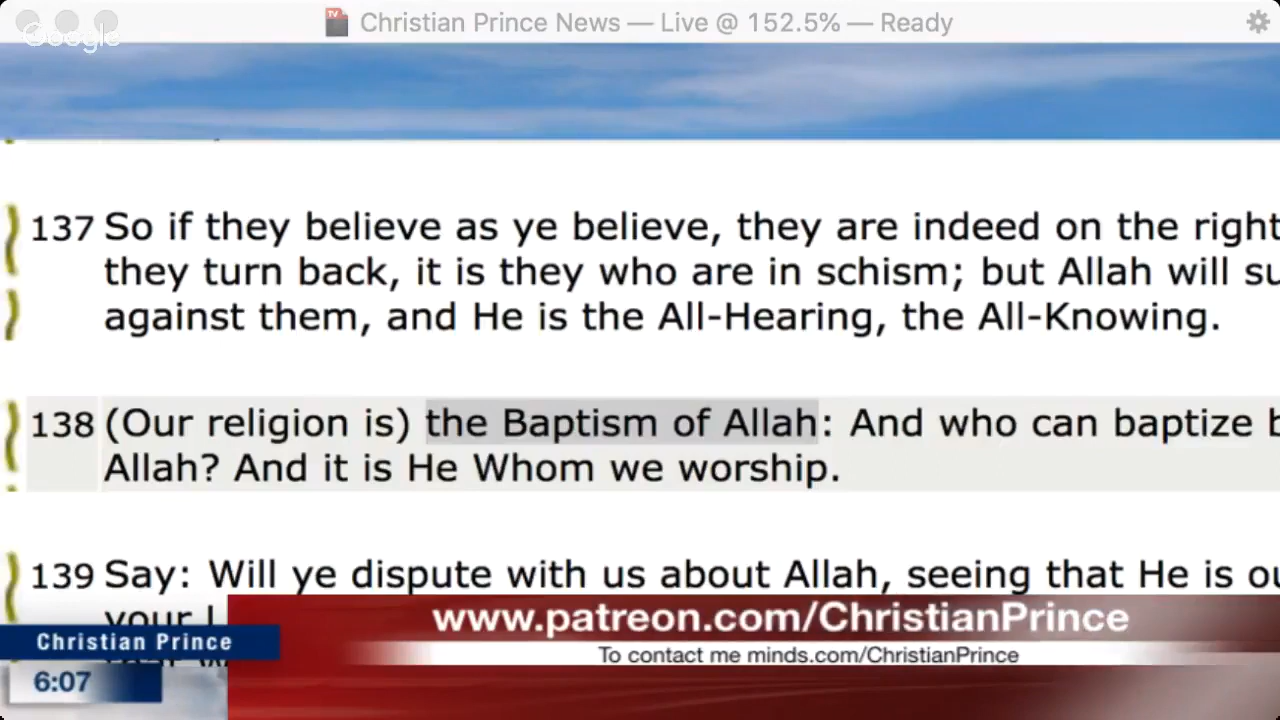 Christian Prince News — Live @ 152.5% — Ready
Google
137 So if they believe as ye believe, they are indeed on the right
they turn back, it is they who are in schism; but Allah will su
against them, and He is the All-Hearing, the All-Knowing.
138 (Our religion is) the Baptism of Allah: And who can baptize b
Allah? And it is He Whom we worship.
139 Say: Will ye dispute with us about Allah, seeing that He is ou
your L
www.patreon.com/ChristianPrince
Christian Prince
To contact me minds.com/ChristianPrince
6:07